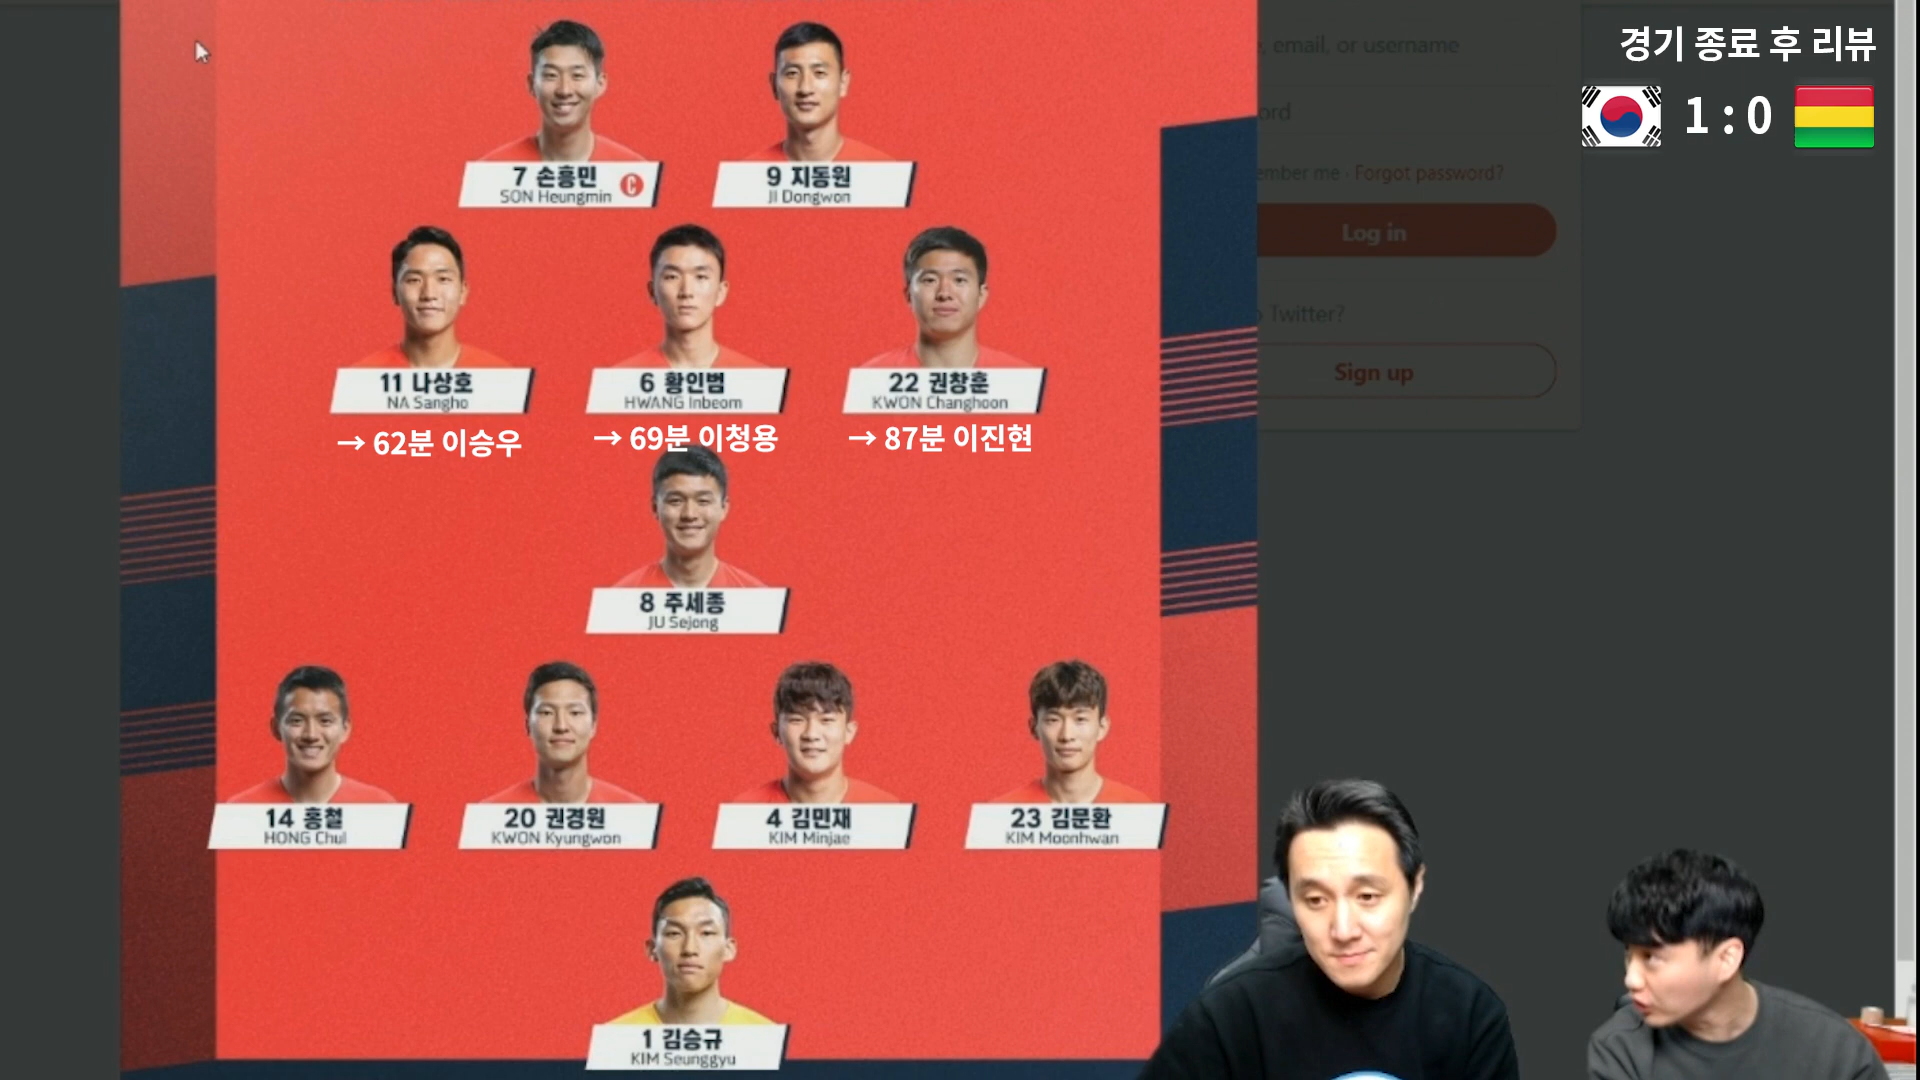 경기 종료 후 리뷰
1 : 0
7 손흥민
SON Heungmin
C
9 지동원
JI Dongwon
11 나상호
NA Sangho
→ 62분 이승우
6 황인범
HWANG Inbeom
→ 69분 이청용
22 권창훈
KWON Changhoon
→ 87분 이진현
8 주세종
JU Sejong
14 홍철
HONG Chul
20 권경원
KWON Kyungwon
4 김민재
KIM Minjae
23 김문환
KIM Moonhwan
1 김승규
KIM Seunggyu
, email, or username
ord
ember me · Forgot password?
Log in
Twitter?
Sign up